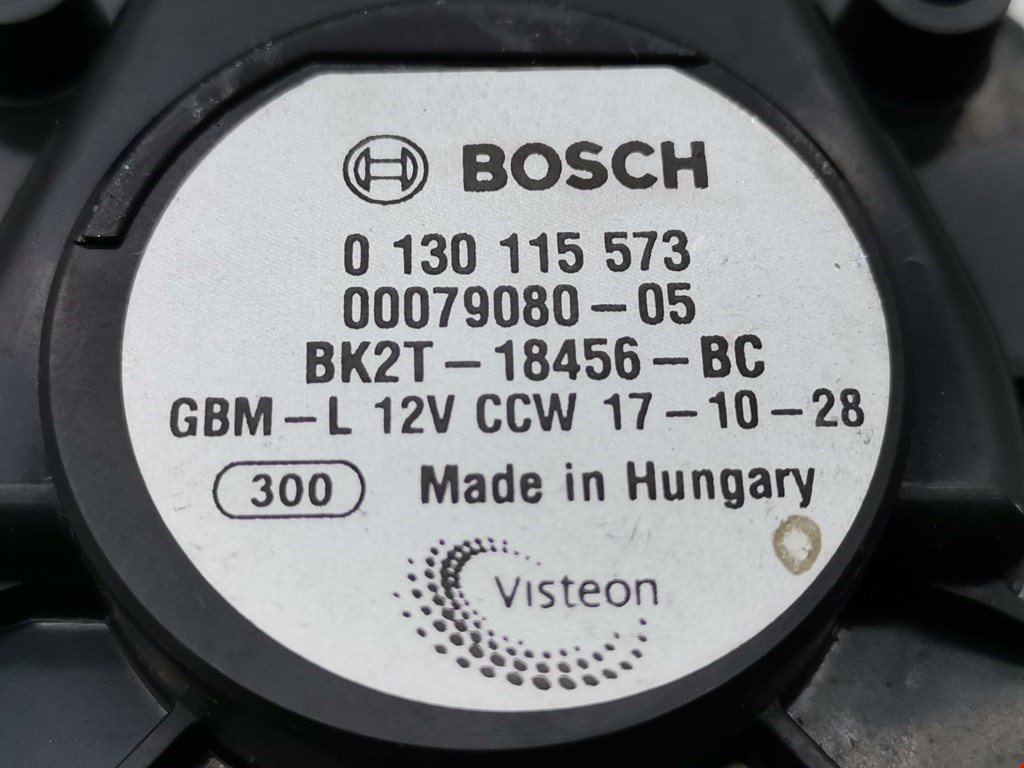 BOSCH
0 130 115 573
00079080-05
BK2T-18456-BC
GBM-L 12V CCW 17-10-28
300 Made in Hungary
Visteon